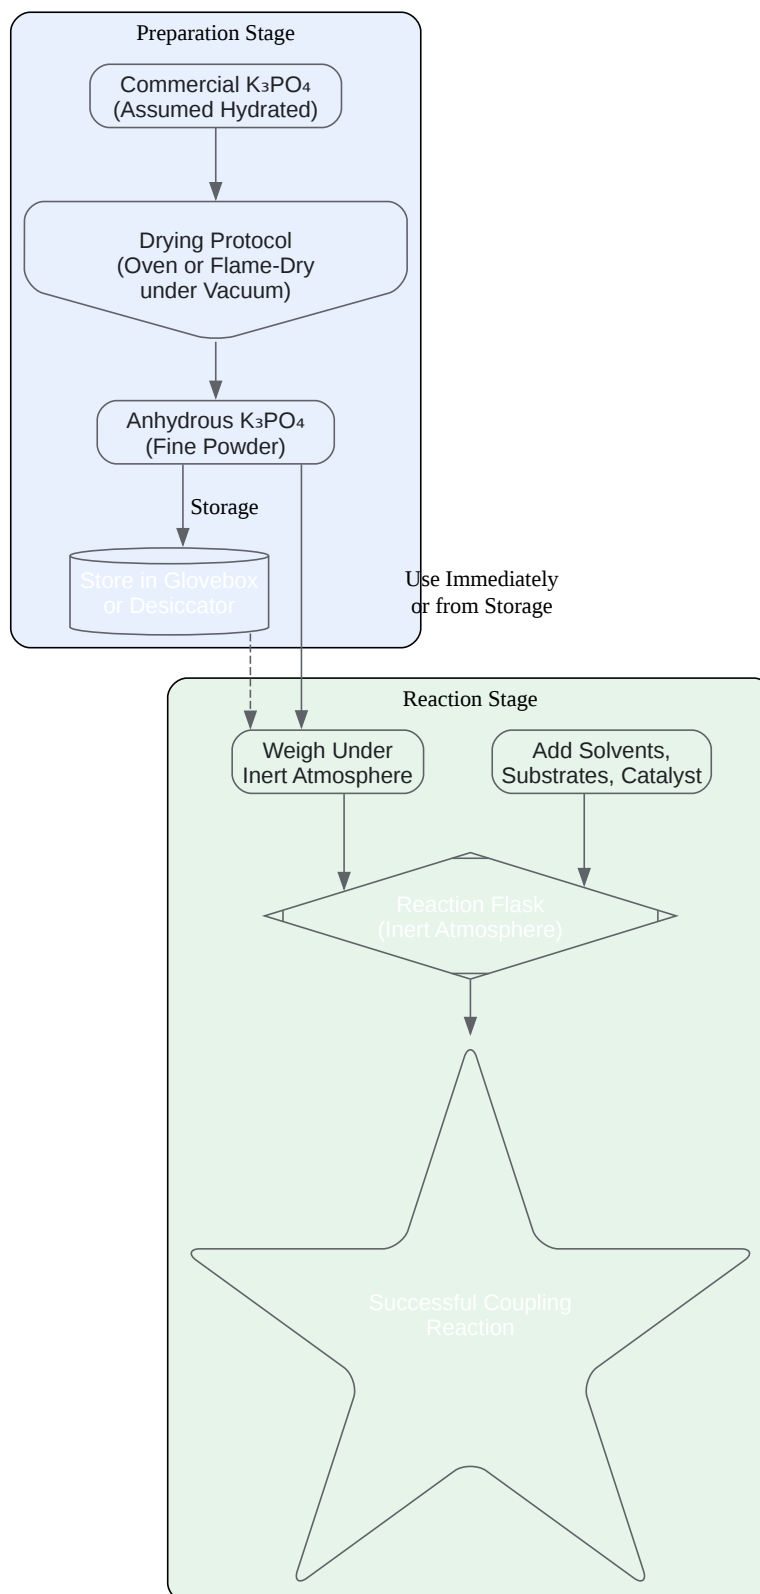 Preparation Stage
Commercial K₃PO₄
(Assumed Hydrated)
Drying Protocol
(Oven or Flame-Dry
under Vacuum)
Anhydrous K₃PO₄
(Fine Powder)
Storage
Store in Glovebox
or Desiccator
Use Immediately
or from Storage
Reaction Stage
Weigh Under
Inert Atmosphere
Add Solvents,
Substrates, Catalyst
Reaction Flask
(Inert Atmosphere)
Successful Coupling
Reaction